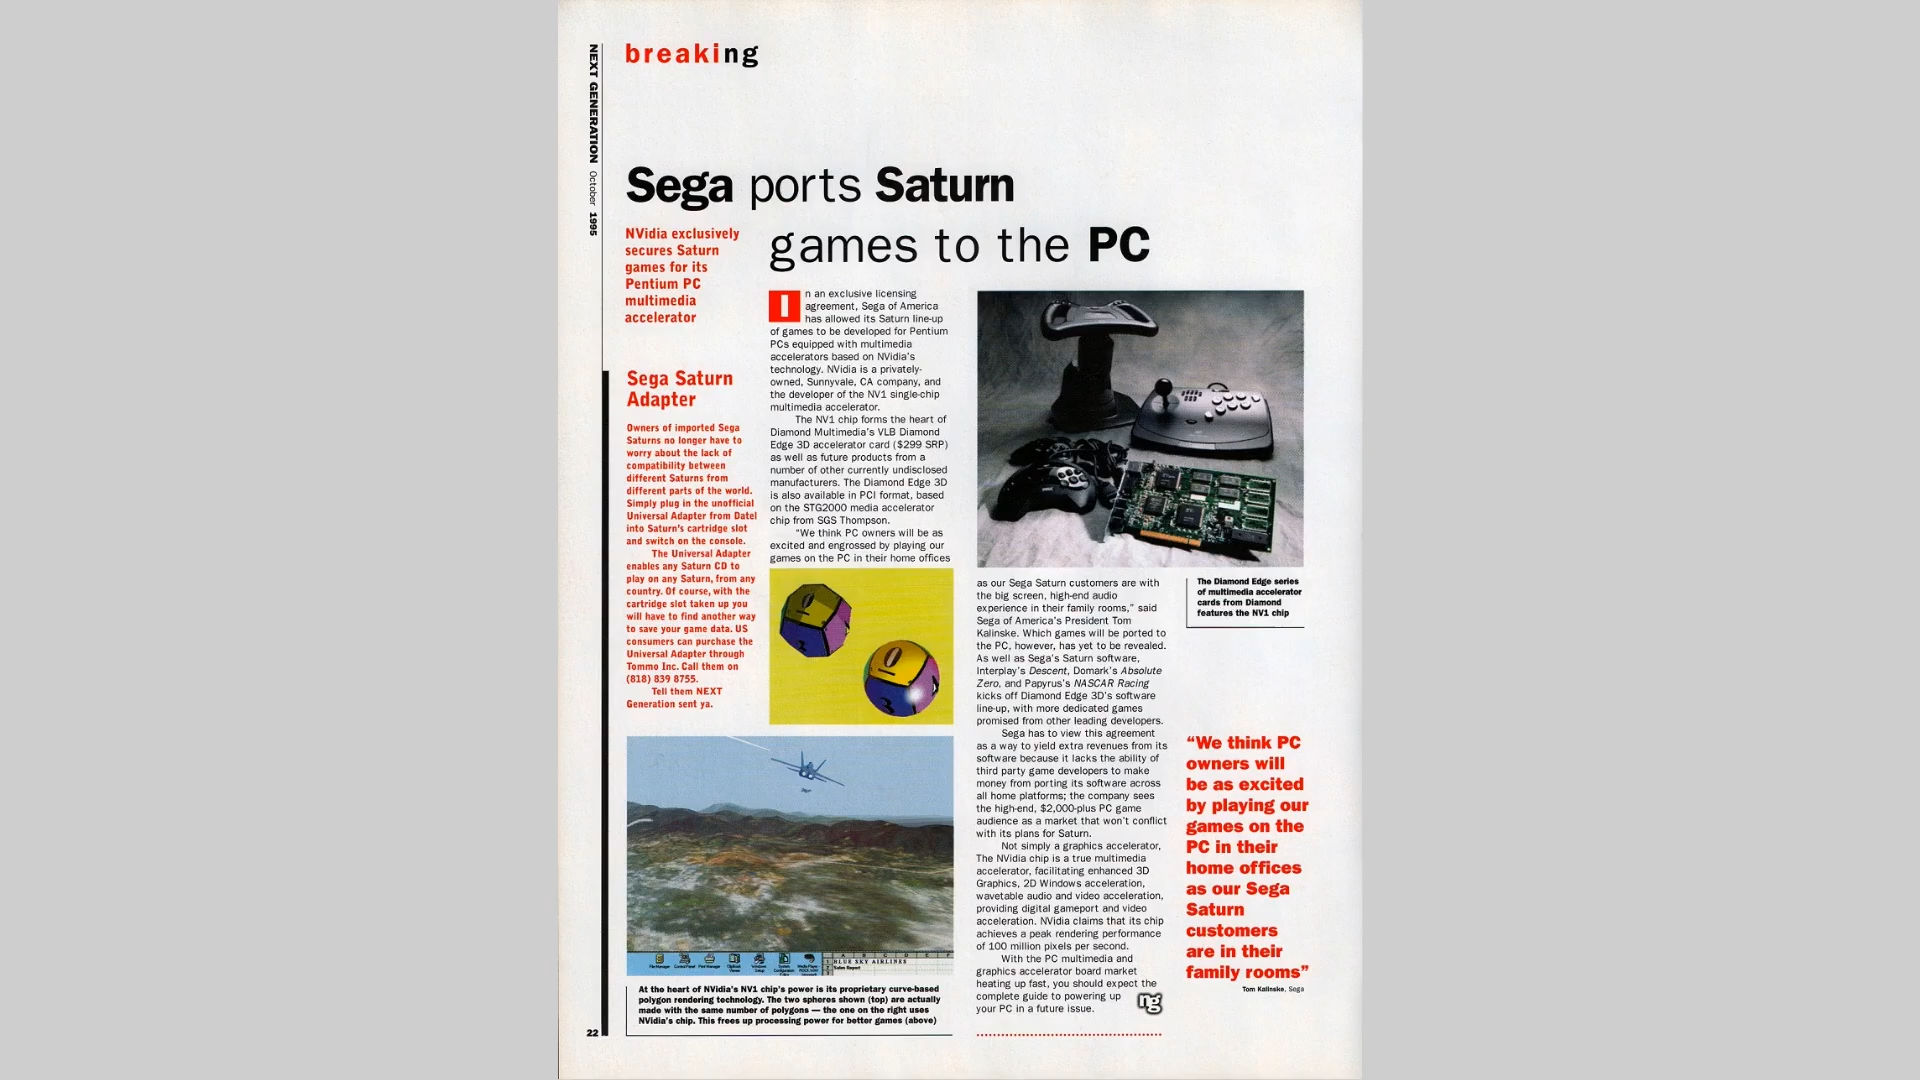 breaking
NEXT GENERATION October 1995
Sega ports Saturn
games to the PC
NVidia exclusively
secures Saturn
games for its
Pentium PC
multimedia
accelerator
Sega Saturn
Adapter
Owners of imported Sega
Saturns no longer have to
worry about the lack of
compatibility between
different Saturns from
different parts of the world.
Simply plug in the unofficial
Universal Adapter from Datel
into Saturn's cartridge slot
and switch on the console.
The Universal Adapter
enables any Saturn CD to
play on any Saturn, from any
country. Of course, with the
cartridge slot taken up you
will have to find another way
to save your game data. US
consumers can purchase the
Universal Adapter through
Tommo Inc. Call them on
(818) 839 8755.
Tell them NEXT
Generation sent ya.
In an exclusive licensing
agreement, Sega of America
has allowed its Saturn line-up
of games to be developed for Pentium
PCs equipped with multimedia
accelerators based on NVidia's
technology. NVidia is a privately-
owned, Sunnyvale, CA company, and
the developer of the NV1 single-chip
multimedia accelerator.
The NV1 chip forms the heart of
Diamond Multimedia's VLB Diamond
Edge 3D accelerator card ($299 SRP)
as well as future products from a
number of other currently undisclosed
manufacturers. The Diamond Edge 3D
is also available in PCI format, based
on the STG2000 media accelerator
chip from SGS Thompson.
"We think PC owners will be as
excited and engrossed by playing our
games on the PC in their home offices
as our Sega Saturn customers are with
the big screen, high-end audio
experience in their family rooms," said
Sega of America's President Tom
Kalinske. Which games will be ported to
the PC, however, has yet to be revealed.
As well as Sega's Saturn software,
Interplay's Descent, Domark's Absolute
Zero, and Papyrus's NASCAR Racing
kicks off Diamond Edge 3D's software
line-up, with more dedicated games
promised from other leading developers.
Sega has to view this agreement
as a way to yield extra revenues from its
software because it lacks the ability of
third party game developers to make
money from porting its software across
all home platforms; the company sees
the high-end, $2,000-plus PC game
audience as a market that won't conflict
with its plans for Saturn.
Not simply a graphics accelerator,
The NVidia chip is a true multimedia
accelerator, facilitating enhanced 3D
Graphics, 2D Windows acceleration,
wavetable audio and video acceleration,
providing digital gameport and video
acceleration. NVidia claims that its chip
achieves a peak rendering performance
of 100 million pixels per second.
With the PC multimedia and
graphics accelerator board market
heating up fast, you should expect the
complete guide to powering up
your PC in a future issue.
ng
The Diamond Edge series
of multimedia accelerator
cards from Diamond
features the NV1 chip
"We think PC
owners will
be as excited
by playing our
games on the
PC in their
home offices
as our Sega
Saturn
customers
are in their
family rooms"
Tom Kalinske, Sega
BLUE SKY AIRLINES
Sales Report
At the heart of NVidia's NV1 chip's power is its proprietary curve-based
polygon rendering technology. The two spheres shown (top) are actually
made with the same number of polygons — the one on the right uses
NVidia's chip. This frees up processing power for better games (above)
22